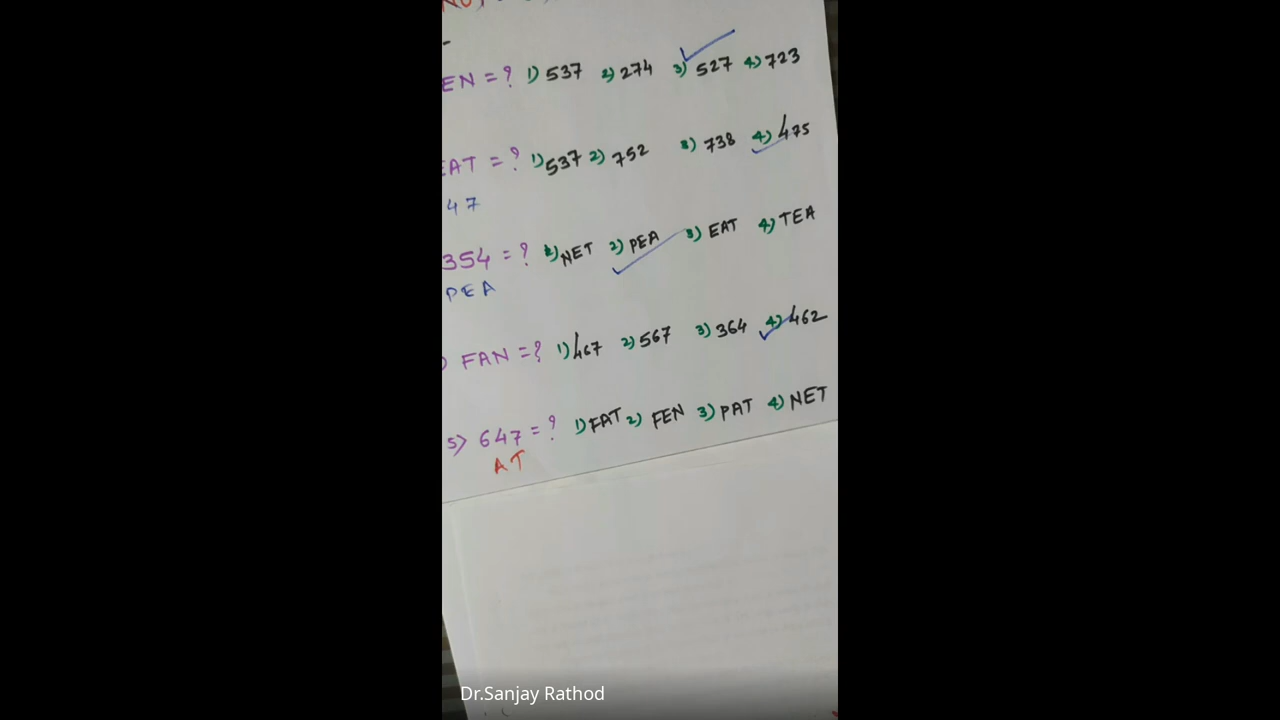 EN = ? 1) 537 2) 274 3) 527 4) 723
EAT = ? 1) 537 2) 752 3) 738 4) 475
47
354 = ? 1) NET 2) PEA 3) EAT 4) TEA
PEA
) FAN = ? 1) 467 2) 567 3) 364 4) 462
5) 647 = ? 1) FAT 2) FEN 3) PAT 4) NET
AT
Dr.Sanjay Rathod